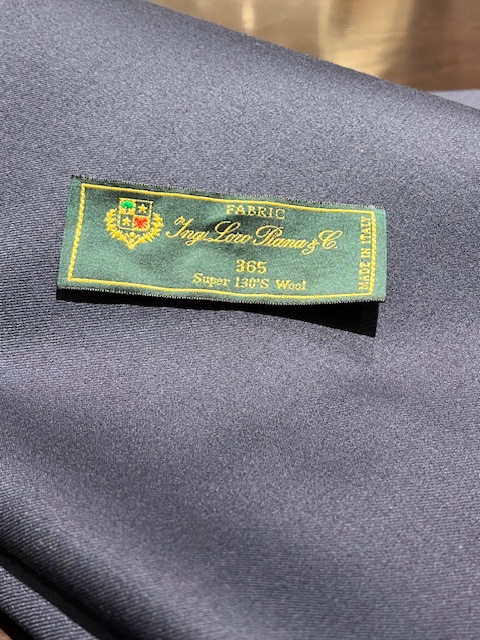 FABRIC
Ing. Loro Piana & C.
365
Super 130'S Wool
MADE IN ITALY